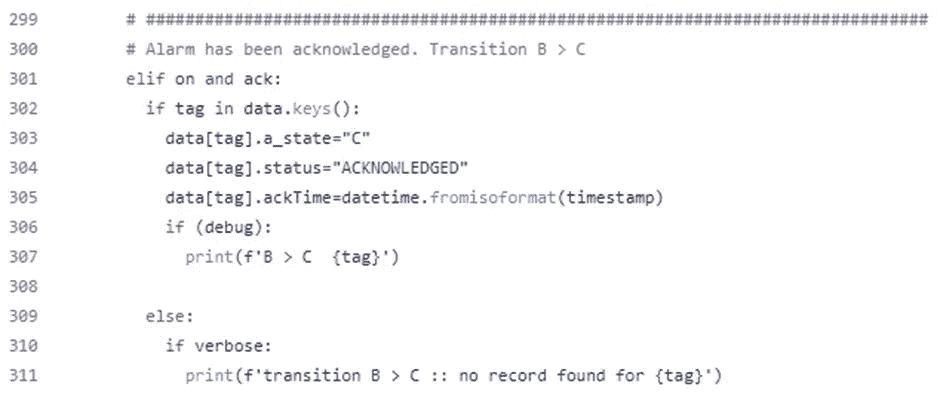 299 # ################################################################################
300 # Alarm has been acknowledged. Transition B > C
301 elif on and ack:
302 if tag in data.keys():
303 data[tag].a_state="C"
304 data[tag].status="ACKNOWLEDGED"
305 data[tag].ackTime=datetime.fromisoformat(timestamp)
306 if (debug):
307 print(f'B > C  {tag}')
308
309 else:
310 if verbose:
311 print(f'transition B > C :: no record found for {tag}')